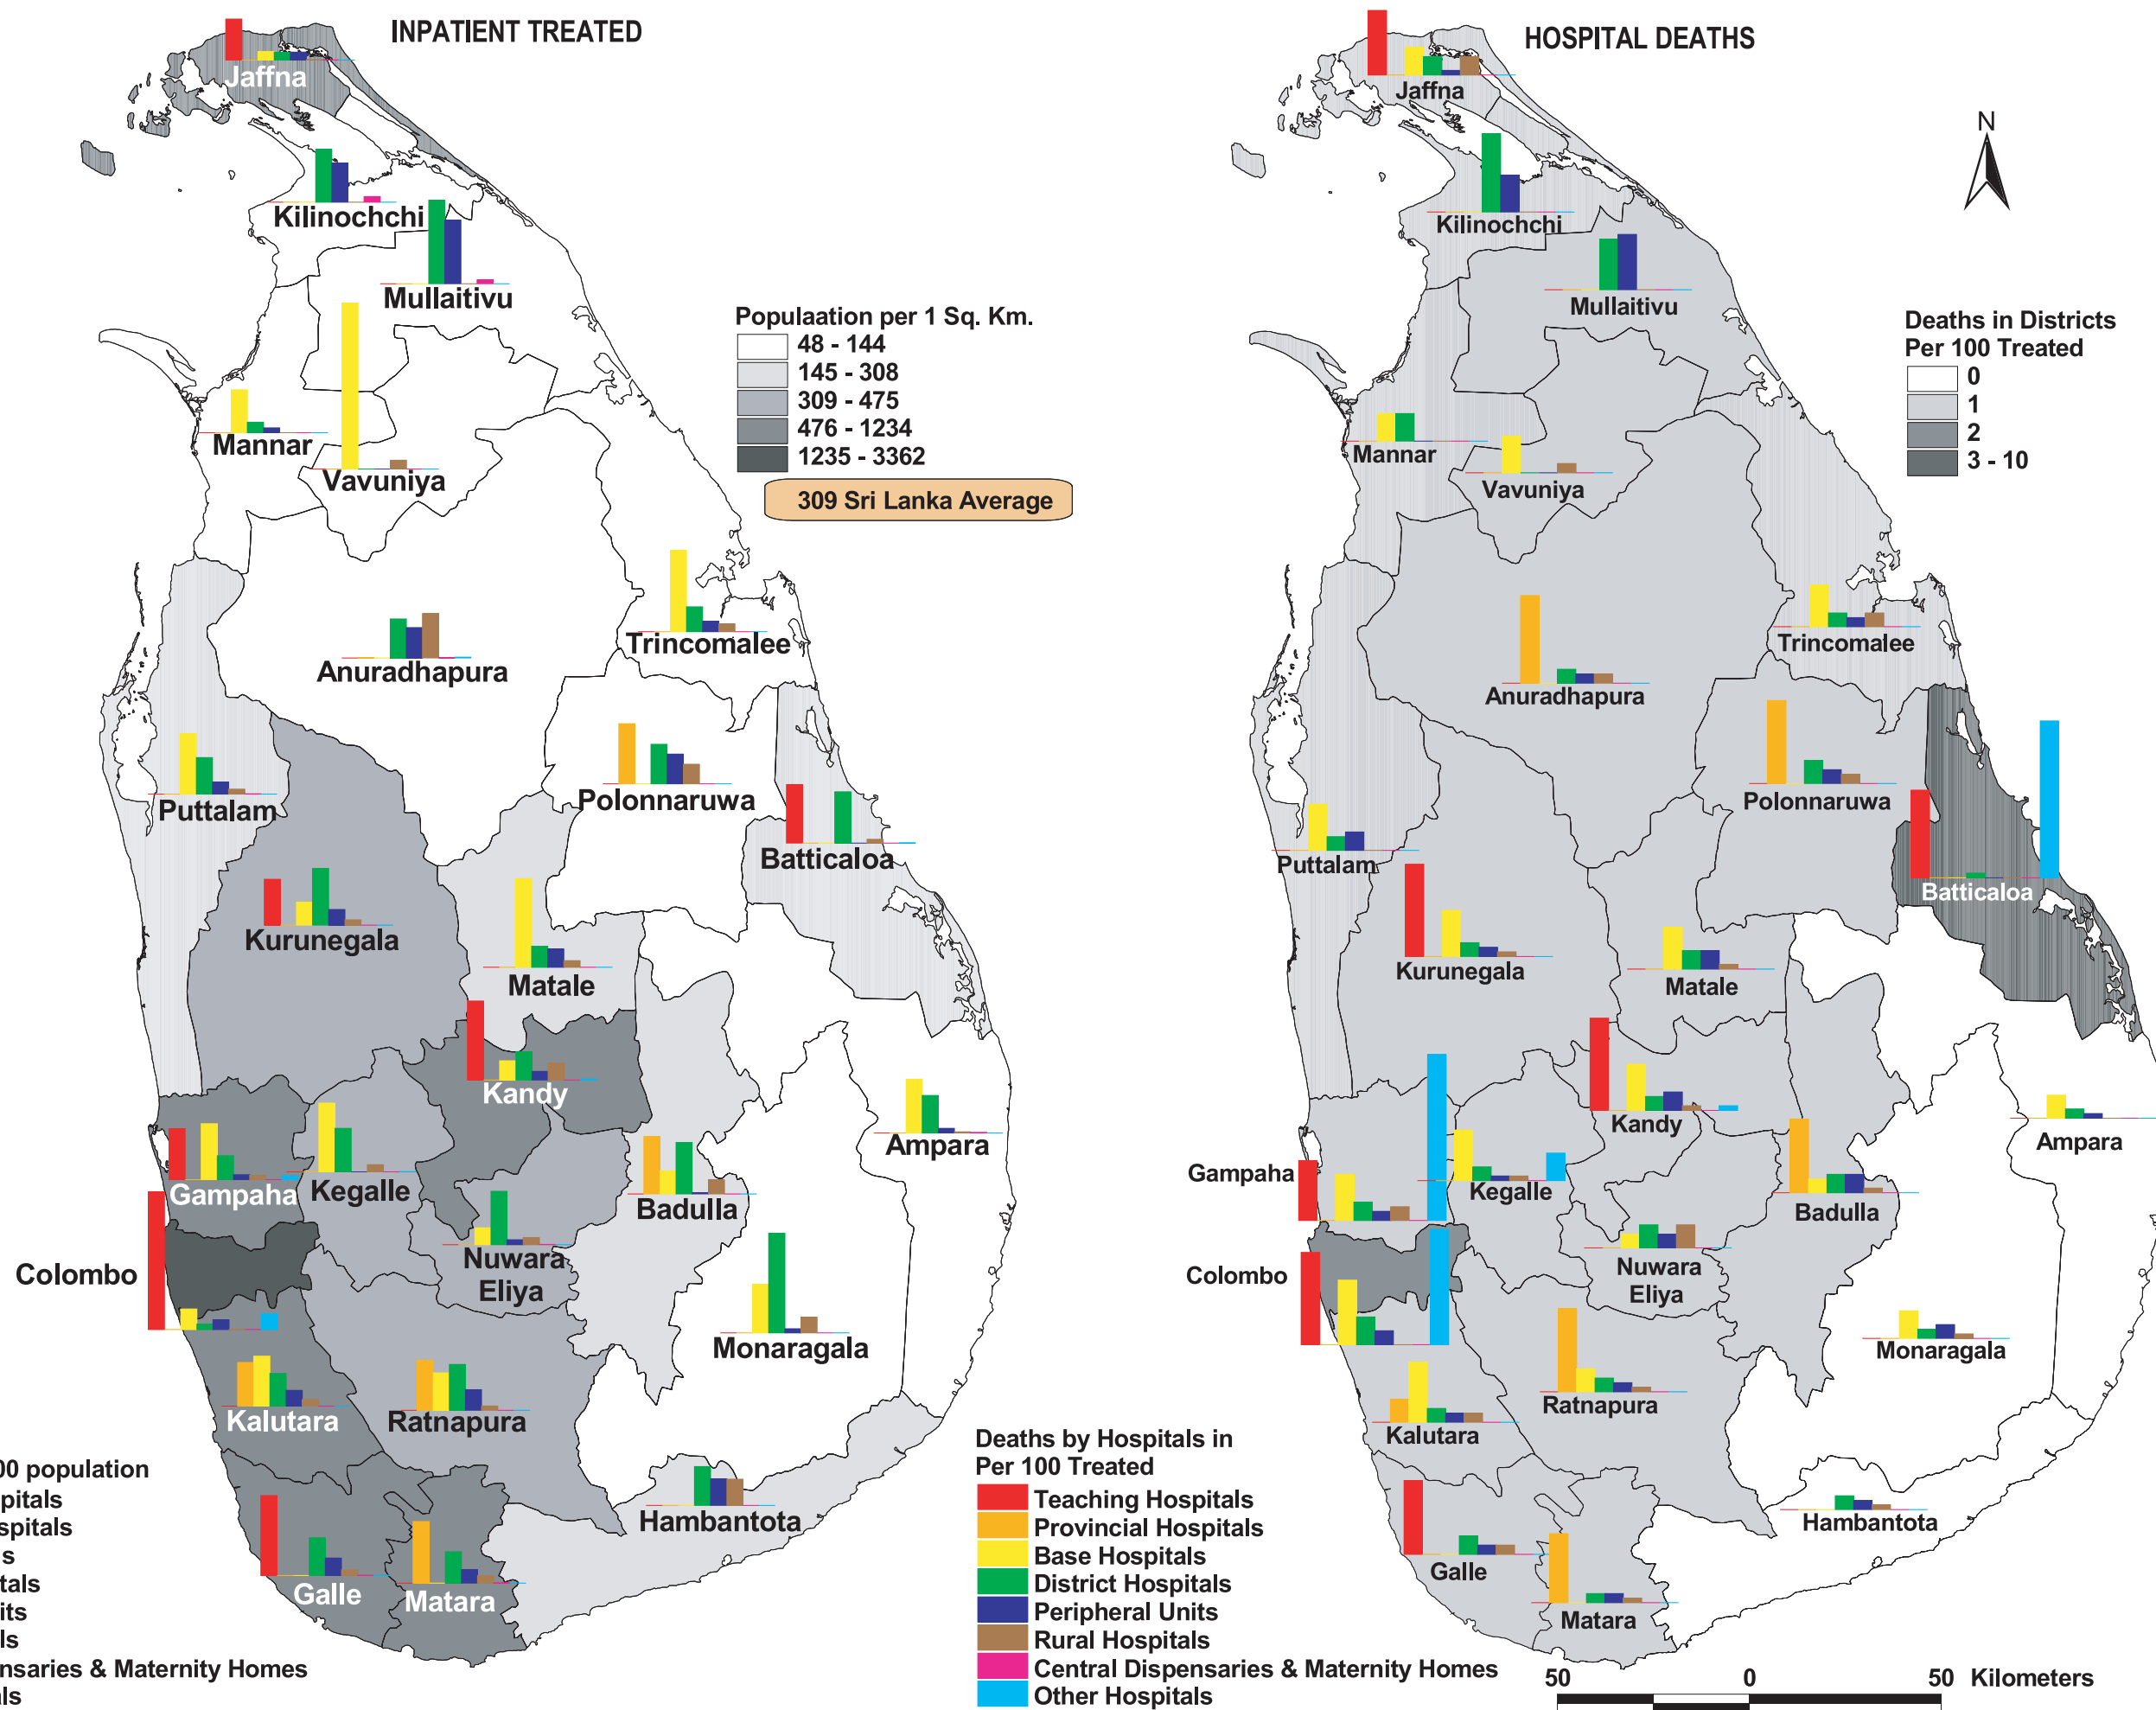 INPATIENT TREATED
Jaffna
Kilinochchi
Mullaitivu
Mannar
Vavuniya
Trincomalee
Anuradhapura
Polonnaruwa
Puttalam
Batticaloa
Kurunegala
Matale
Kandy
Ampara
Gampaha
Kegalle
Badulla
Nuwara
Eliya
Colombo
Monaragala
Kalutara
Ratnapura
Hambantota
Galle
Matara
Populaation per 1 Sq. Km.
48 - 144
145 - 308
309 - 475
476 - 1234
1235 - 3362
309 Sri Lanka Average
00 population
pitals
spitals
s
tals
its
ls
ensaries & Maternity Homes
als
HOSPITAL DEATHS
N
Jaffna
Kilinochchi
Mullaitivu
Mannar
Vavuniya
Trincomalee
Anuradhapura
Polonnaruwa
Puttalam
Batticaloa
Kurunegala
Matale
Kandy
Ampara
Gampaha
Kegalle
Badulla
Nuwara
Eliya
Colombo
Monaragala
Ratnapura
Kalutara
Hambantota
Galle
Matara
Deaths in Districts
Per 100 Treated
0
1
2
3 - 10
Deaths by Hospitals in
Per 100 Treated
Teaching Hospitals
Provincial Hospitals
Base Hospitals
District Hospitals
Peripheral Units
Rural Hospitals
Central Dispensaries & Maternity Homes
Other Hospitals
50 0 50 Kilometers